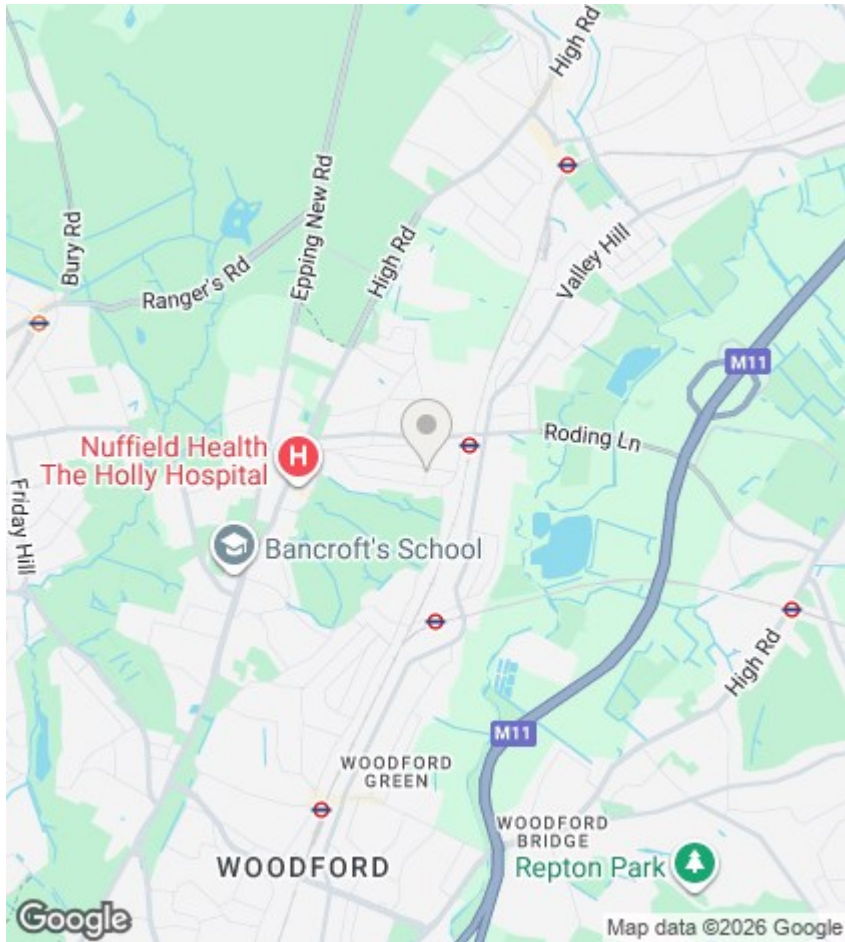 High Rd
Epping New Rd
Bury Rd
Ranger's Rd
High Rd
Valley Hill
M11
Nuffield Health
The Holly Hospital
H
Roding Ln
Friday Hill
Bancroft's School
High Rd
M11
WOODFORD
GREEN
WOODFORD
BRIDGE
WOODFORD
Repton Park
Google
Map data ©2026 Google